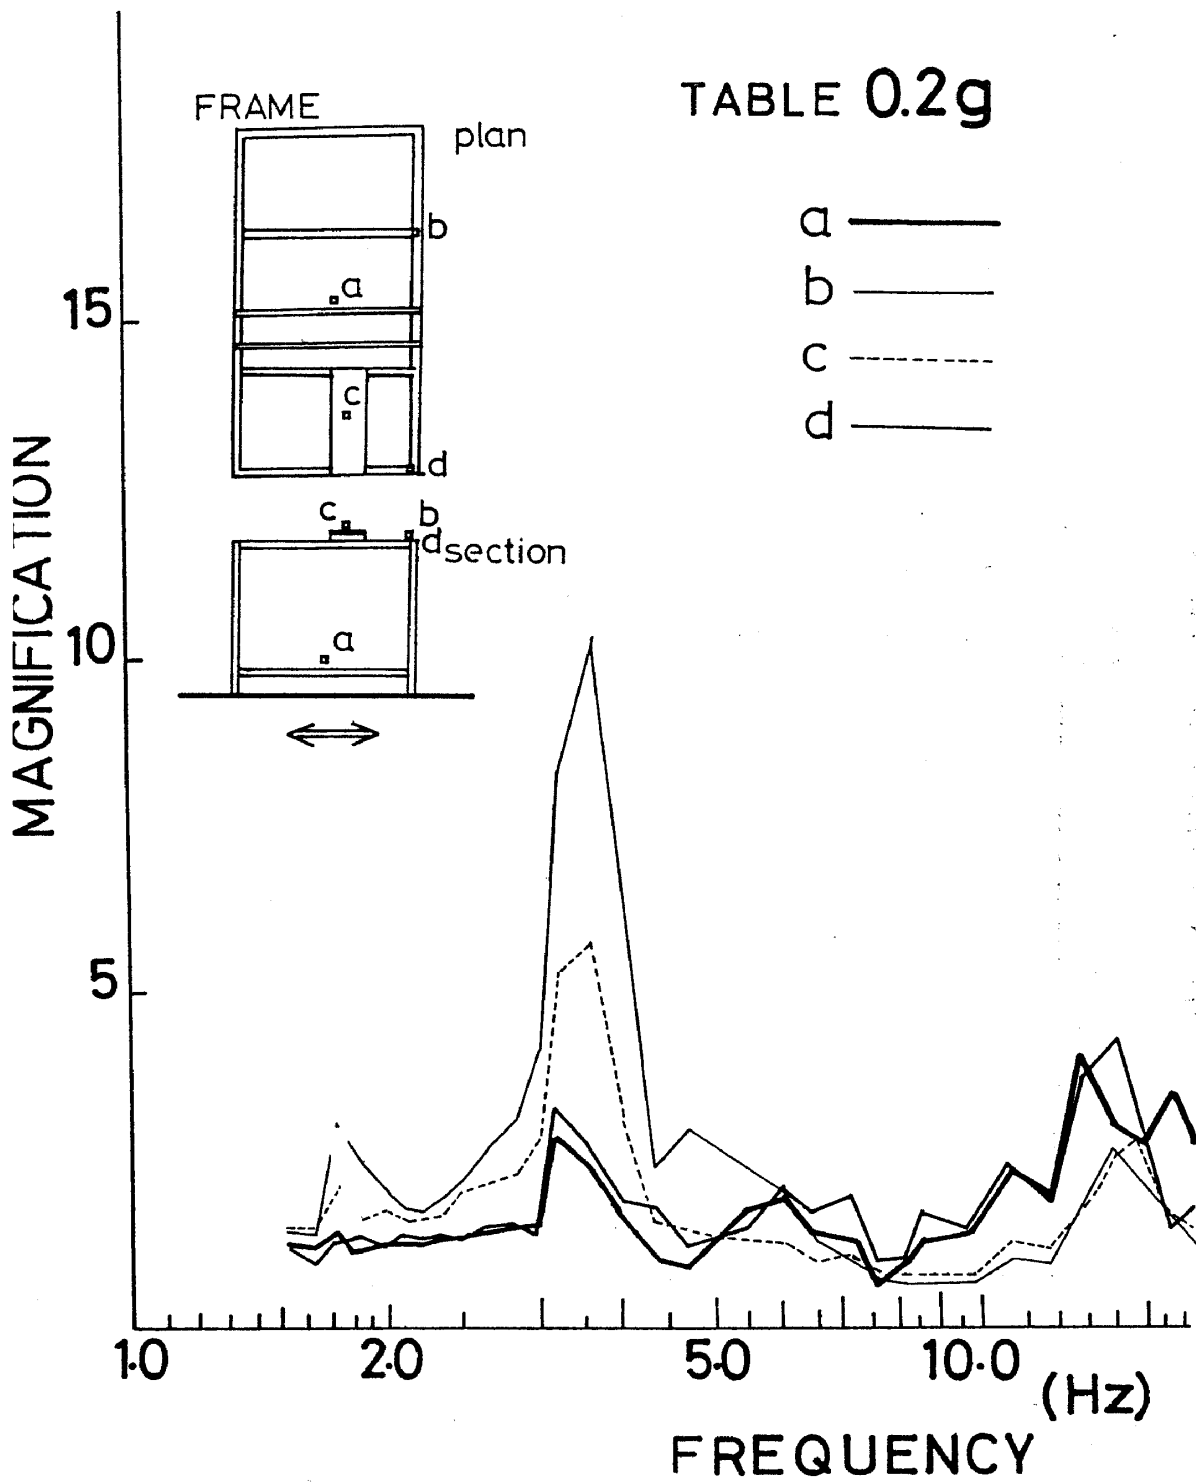 TABLE 0.2g
FRAME
plan
b
a
c
d
c
b
d
section
a
a
b
c
d
15
10
5
MAGNIFICATION
1.0 2.0 5.0 10.0
(Hz)
FREQUENCY